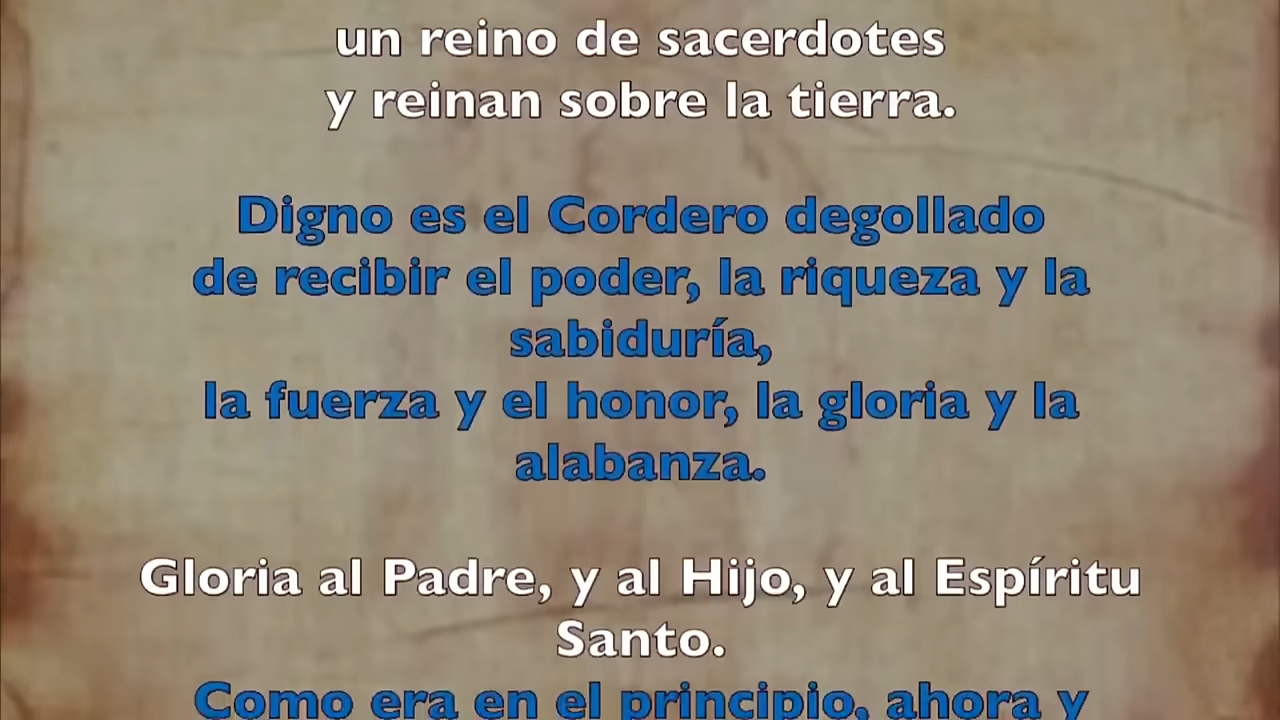 un reino de sacerdotes
y reinan sobre la tierra.
Digno es el Cordero degollado
de recibir el poder, la riqueza y la
sabiduría,
la fuerza y el honor, la gloria y la
alabanza.
Gloria al Padre, y al Hijo, y al Espíritu
Santo.
Como era en el principio, ahora y